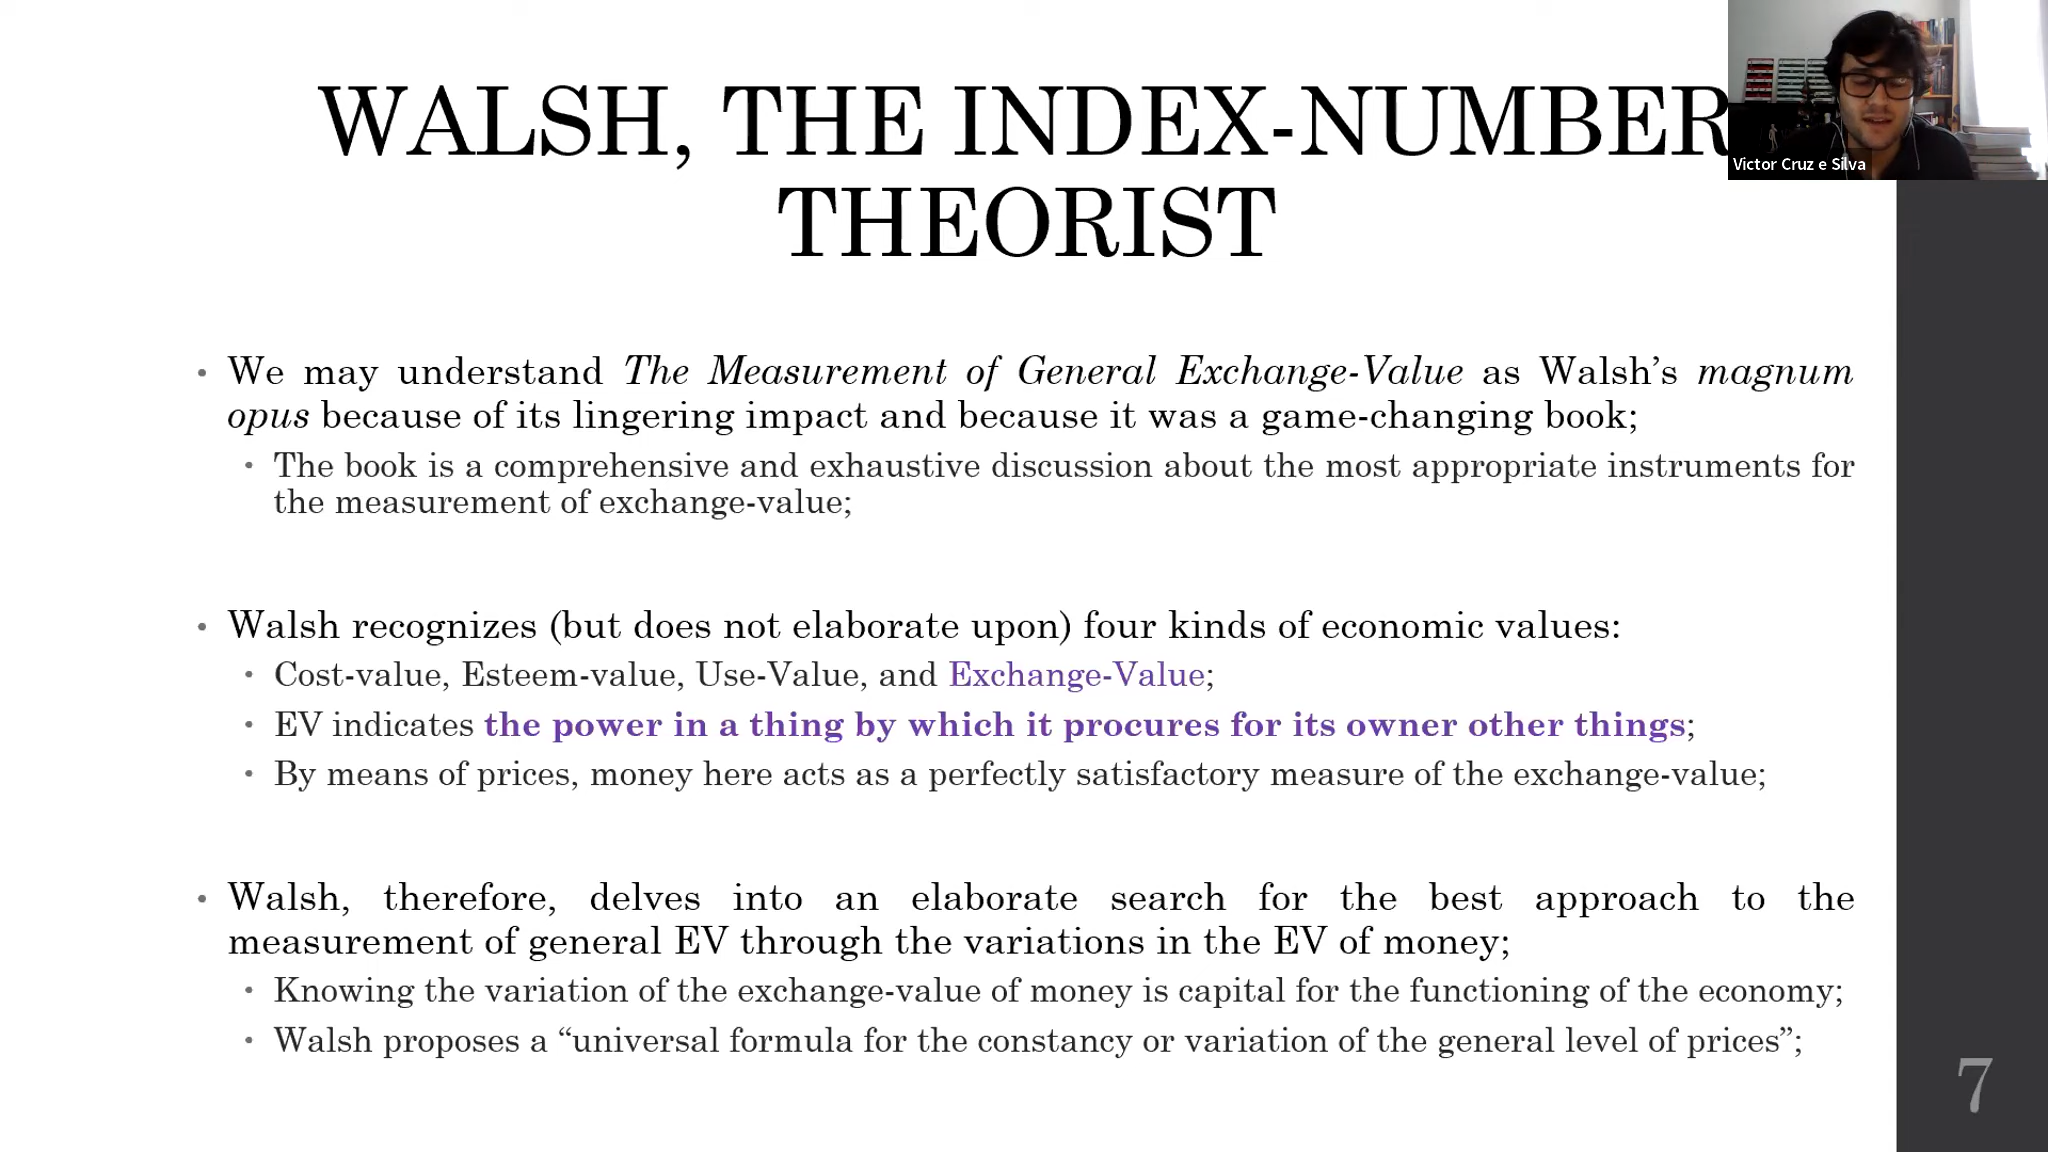 WALSH, THE INDEX-NUMBER
THEORIST
Victor Cruz e Silva
• We may understand The Measurement of General Exchange-Value as Walsh’s magnum
opus because of its lingering impact and because it was a game-changing book;
• The book is a comprehensive and exhaustive discussion about the most appropriate instruments for
the measurement of exchange-value;
• Walsh recognizes (but does not elaborate upon) four kinds of economic values:
• Cost-value, Esteem-value, Use-Value, and Exchange-Value;
• EV indicates the power in a thing by which it procures for its owner other things;
• By means of prices, money here acts as a perfectly satisfactory measure of the exchange-value;
• Walsh, therefore, delves into an elaborate search for the best approach to the
measurement of general EV through the variations in the EV of money;
• Knowing the variation of the exchange-value of money is capital for the functioning of the economy;
• Walsh proposes a “universal formula for the constancy or variation of the general level of prices”;
7